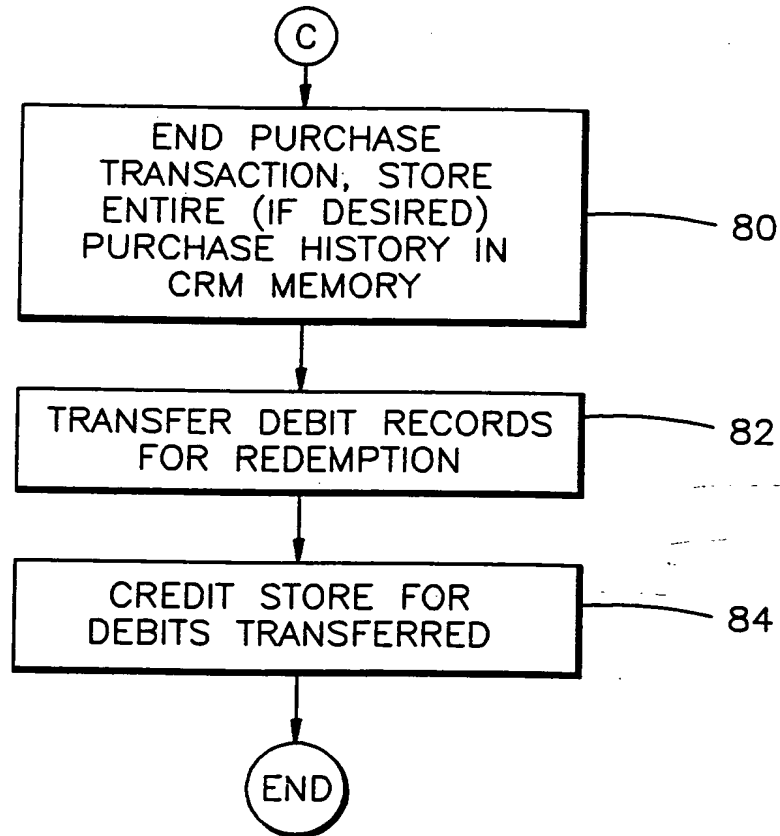 C
END PURCHASE
TRANSACTION, STORE
ENTIRE (IF DESIRED)
PURCHASE HISTORY IN
CRM MEMORY
80
TRANSFER DEBIT RECORDS
FOR REDEMPTION
82
CREDIT STORE FOR
DEBITS TRANSFERRED
84
END